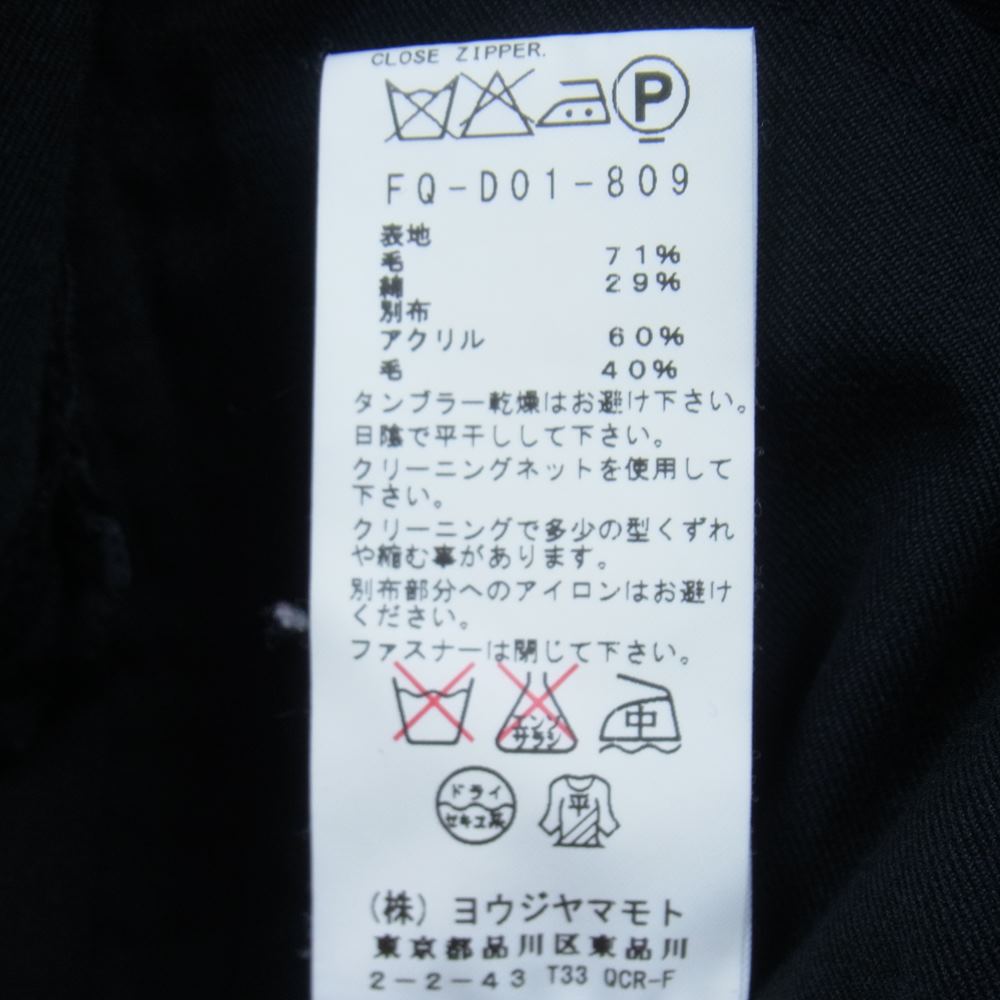 CLOSE ZIPPER.
P
FQ-D01-809
表地
毛 71%
綿 29%
別布
アクリル 60%
毛 40%
タンブラー乾燥はお避け下さい。
日陰で平干しして下さい。
クリーニングネットを使用して
下さい。
クリーニングで多少の型くずれ
や縮む事があります。
別布部分へのアイロンはお避け
ください。
ファスナーは閉じて下さい。
エンソ
サラシ
中
ドライ
セキユ系
平
(株) ヨウジヤマモト
東京都品川区東品川
2-2-43 T33 QCR-F